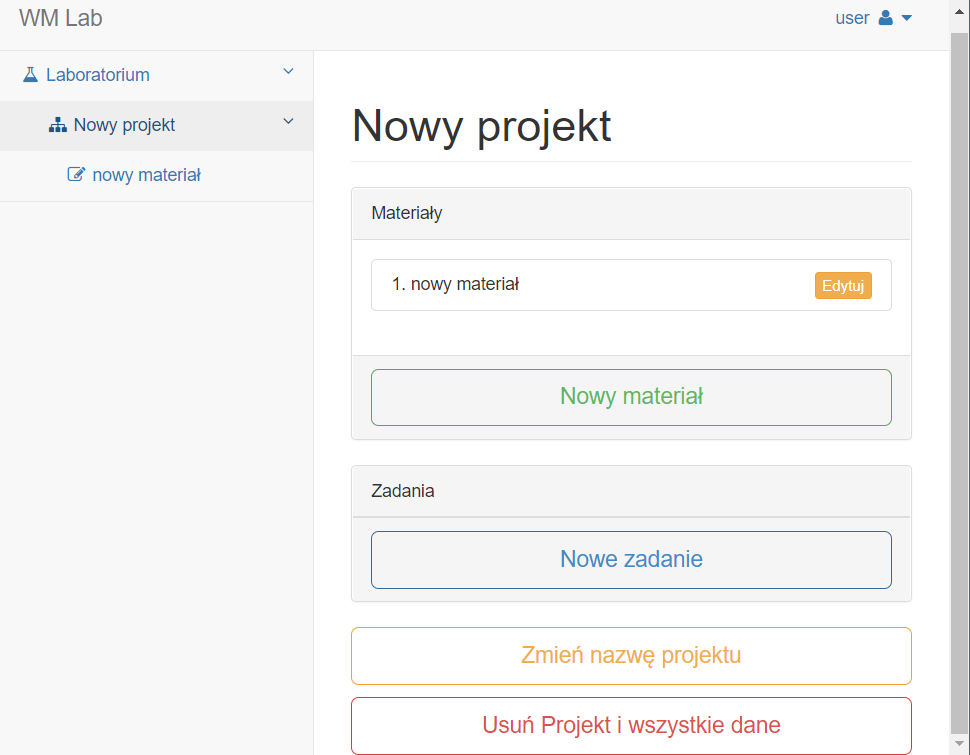 WM Lab
user
Laboratorium
Nowy projekt
nowy materiał
Nowy projekt
Materiały
1. nowy materiał
Edytuj
Nowy materiał
Zadania
Nowe zadanie
Zmień nazwę projektu
Usuń Projekt i wszystkie dane